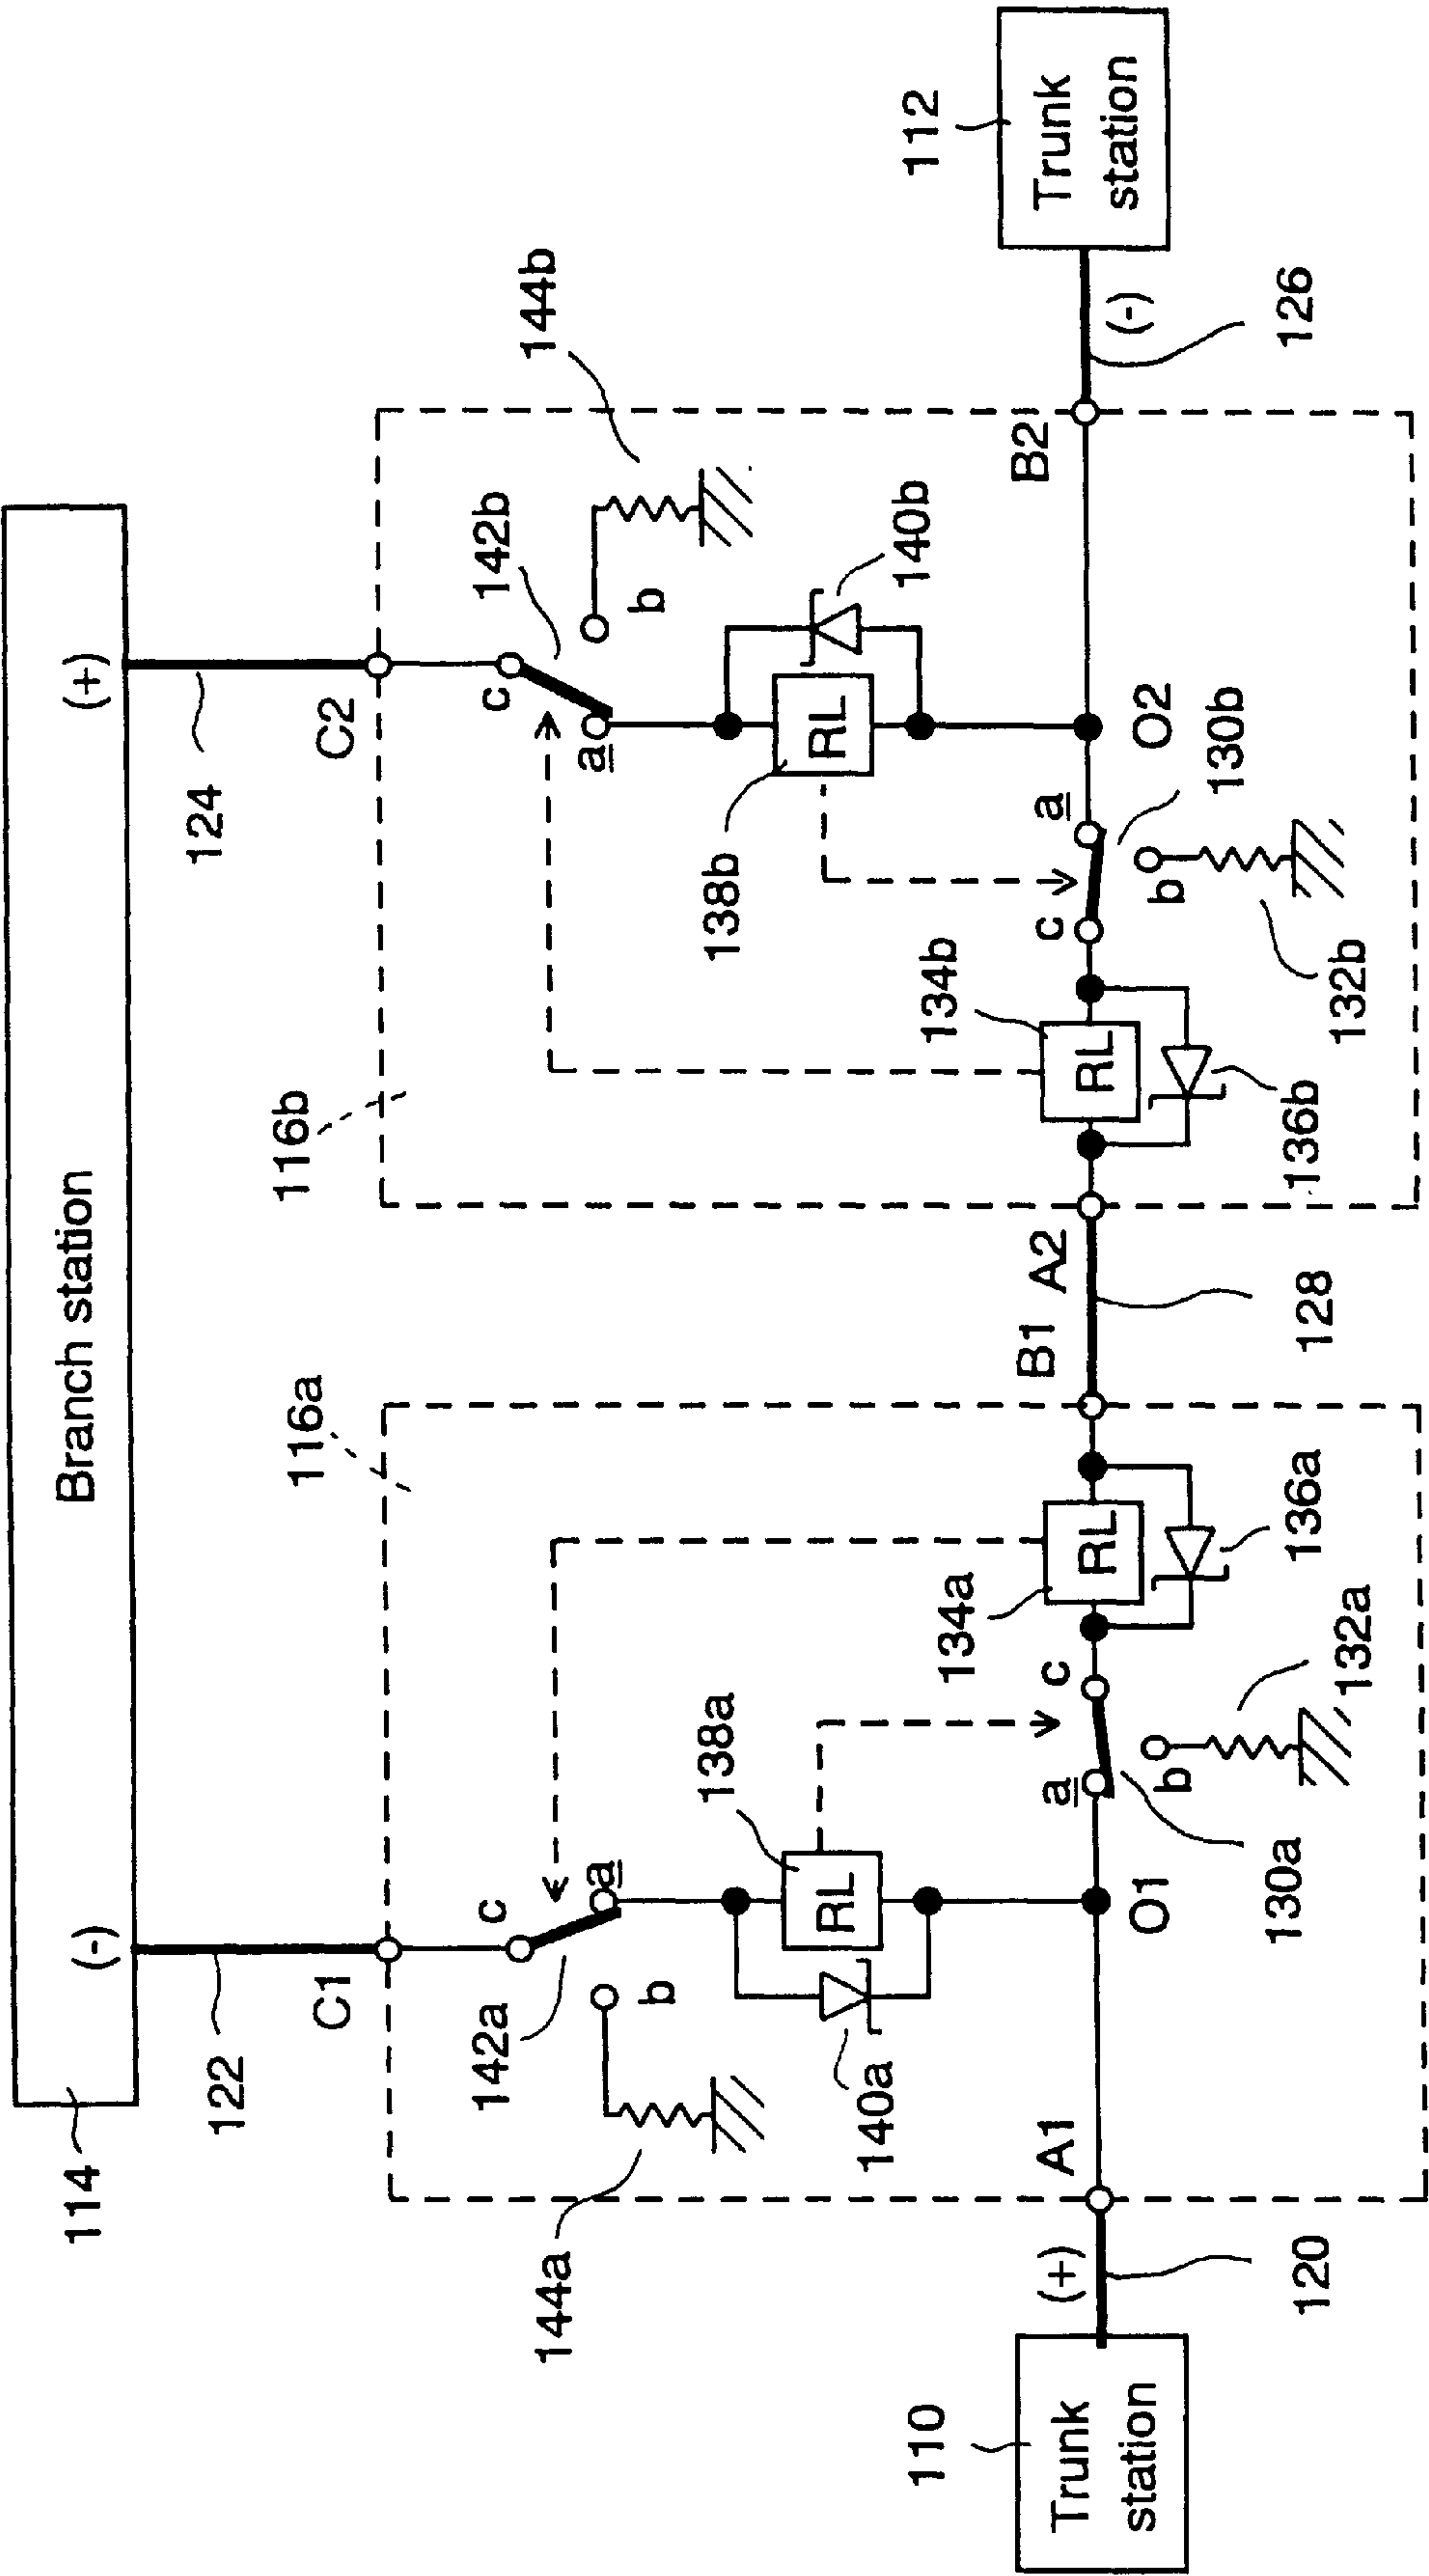 Branch station
114
(-)
(+)
122
124
C1
C2
116a
116b
c
142a
a
b
144a
c
142b
a
b
144b
138a
RL
140a
138b
RL
140b
134a
RL
136a
134b
RL
136b
O1
a
c
b
130a
132a
O2
a
c
b
130b
132b
A1
B1
A2
B2
128
(+)
120
(-)
126
110
Trunk
station
112
Trunk
station